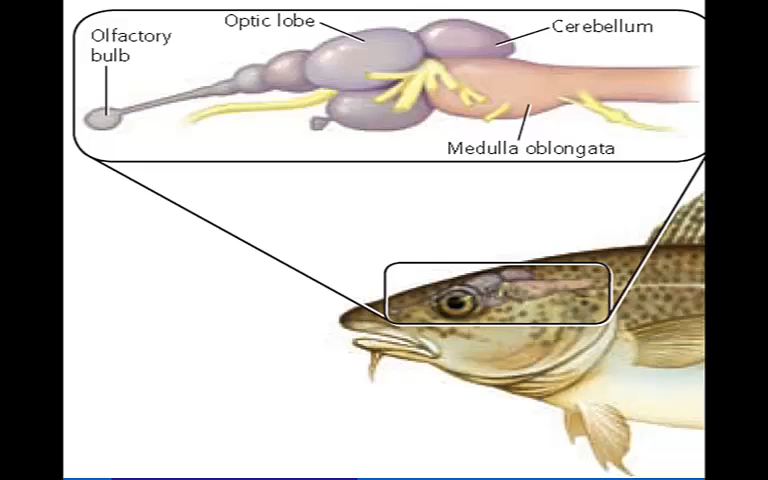 Optic lobe
Cerebellum
Olfactory
bulb
Medulla oblongata